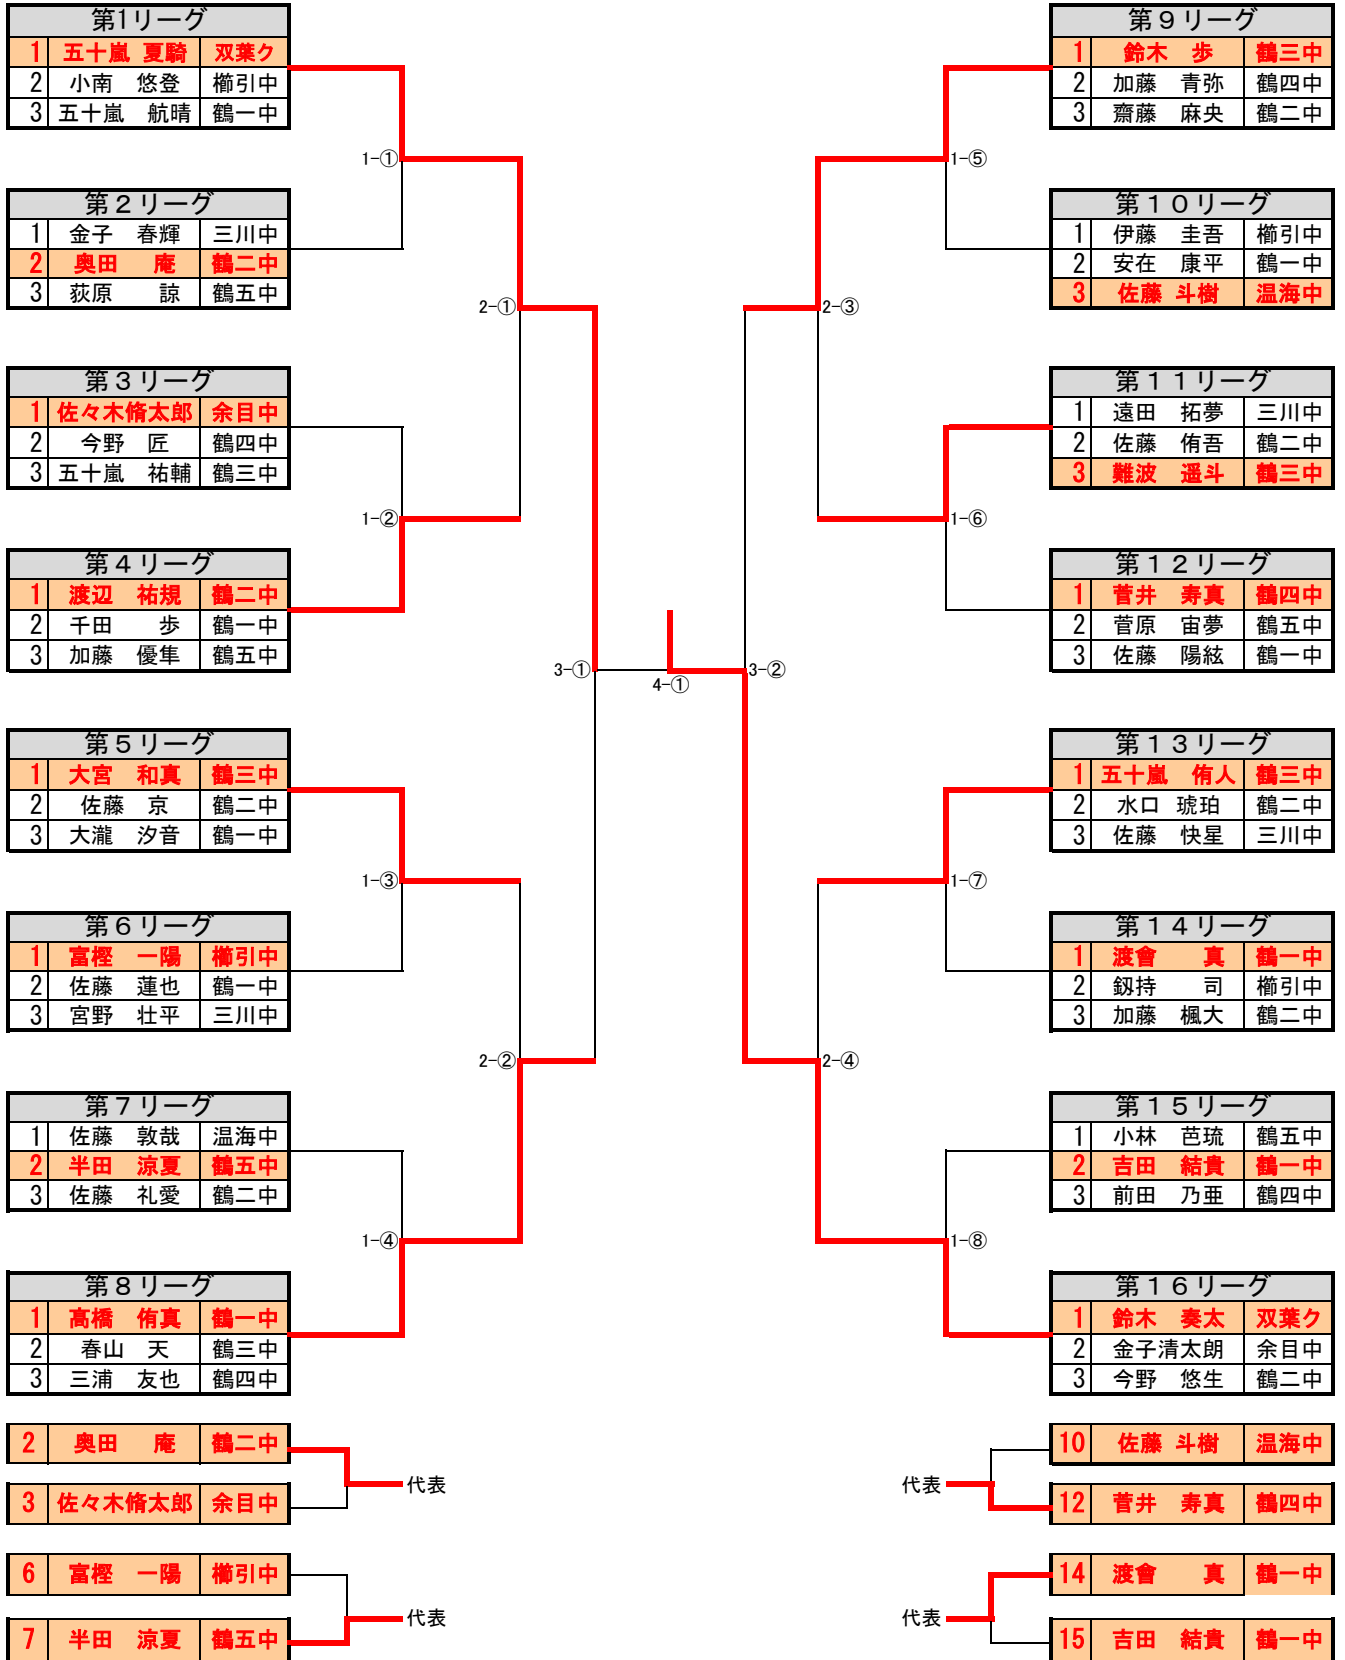 第1リーグ
1 五十嵐 夏騎 双葉ク
2 小南 悠登 櫛引中
3 五十嵐 航晴 鶴一中
第２リーグ
1 金子 春輝 三川中
2 奥田 庵 鶴二中
3 荻原 諒 鶴五中
第３リーグ
1 佐々木脩太郎 余目中
2 今野 匠 鶴四中
3 五十嵐 祐輔 鶴三中
第４リーグ
1 渡辺 祐規 鶴二中
2 千田 歩 鶴一中
3 加藤 優隼 鶴五中
第５リーグ
1 大宮 和真 鶴三中
2 佐藤 京 鶴二中
3 大瀧 汐音 鶴一中
第６リーグ
1 富樫 一陽 櫛引中
2 佐藤 蓮也 鶴一中
3 宮野 壮平 三川中
第７リーグ
1 佐藤 敦哉 温海中
2 半田 涼夏 鶴五中
3 佐藤 礼愛 鶴二中
第８リーグ
1 高橋 侑真 鶴一中
2 春山 天 鶴三中
3 三浦 友也 鶴四中
2 奥田 庵 鶴二中
3 佐々木脩太郎 余目中
代表
6 富樫 一陽 櫛引中
7 半田 涼夏 鶴五中
代表
1-①
1-②
1-③
1-④
2-①
2-②
3-①
4-①
3-②
2-③
2-④
1-⑤
1-⑥
1-⑦
1-⑧
第９リーグ
1 鈴木 歩 鶴三中
2 加藤 青弥 鶴四中
3 齋藤 麻央 鶴二中
第１０リーグ
1 伊藤 圭吾 櫛引中
2 安在 康平 鶴一中
3 佐藤 斗樹 温海中
第１１リーグ
1 遠田 拓夢 三川中
2 佐藤 侑吾 鶴二中
3 難波 遥斗 鶴三中
第１２リーグ
1 菅井 寿真 鶴四中
2 菅原 宙夢 鶴五中
3 佐藤 陽絃 鶴一中
第１３リーグ
1 五十嵐 侑人 鶴三中
2 水口 琥珀 鶴二中
3 佐藤 快星 三川中
第１４リーグ
1 渡會 真 鶴一中
2 釼持 司 櫛引中
3 加藤 楓大 鶴二中
第１５リーグ
1 小林 芭琉 鶴五中
2 吉田 結貴 鶴一中
3 前田 乃亜 鶴四中
第１６リーグ
1 鈴木 奏太 双葉ク
2 金子清太朗 余目中
3 今野 悠生 鶴二中
10 佐藤 斗樹 温海中
12 菅井 寿真 鶴四中
代表
14 渡會 真 鶴一中
15 吉田 結貴 鶴一中
代表